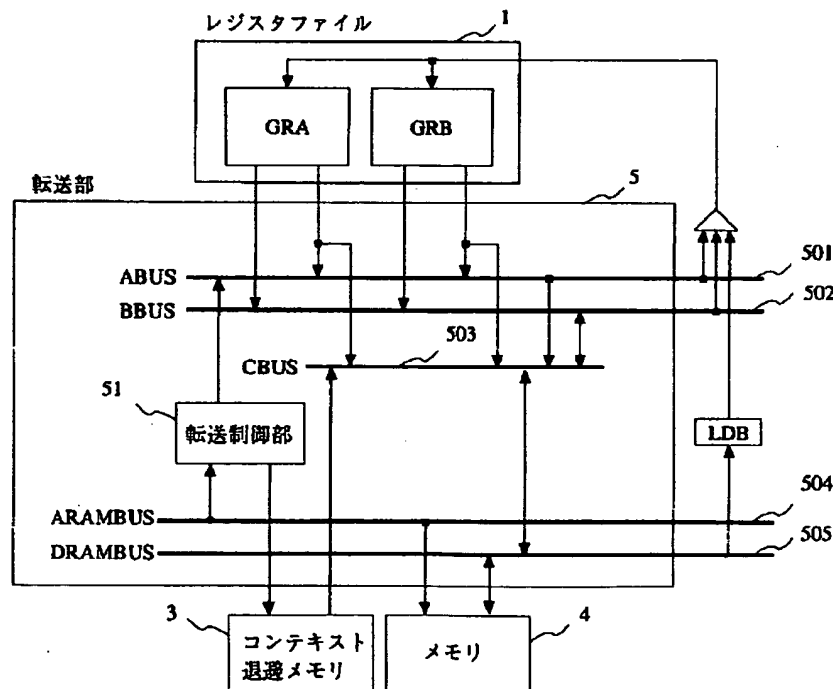 レジスタファイル
1
GRA
GRB
転送部
5
ABUS
501
BBUS
502
CBUS
503
51
転送制御部
LDB
ARAMBUS
504
DRAMBUS
505
3
コンテキスト
退避メモリ
4
メモリ